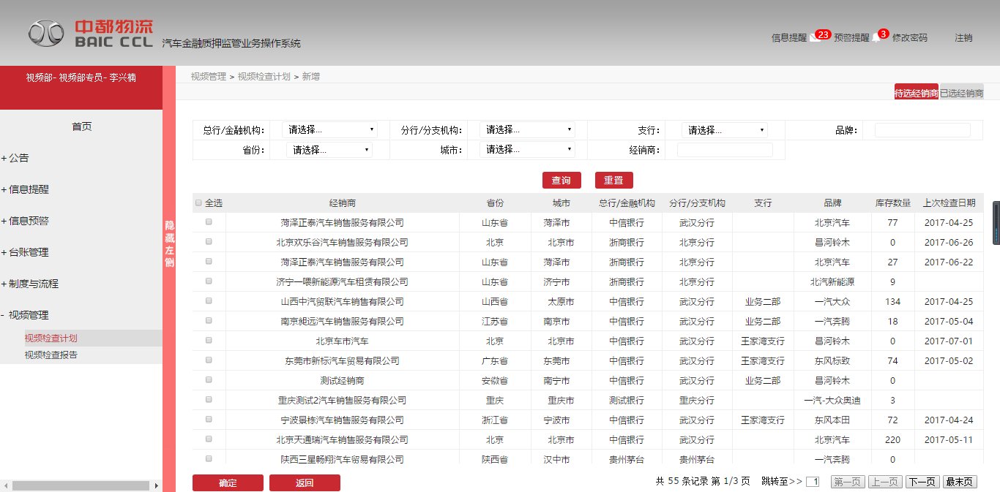 中都物流
BAIC CCL
汽车金融质押监管业务操作系统
信息提醒 23 预警提醒 3 修改密码 注销
视频部- 视频部专员- 李兴楠
首页
+ 公告
+ 信息提醒
+ 信息预警
+ 台账管理
+ 制度与流程
- 视频管理
视频检查计划
视频检查报告
隐藏左侧
视频管理 > 视频检查计划 > 新增
待选经销商 已选经销商
总行/金融机构: 请选择... 分行/分支机构: 请选择... 支行: 请选择... 品牌:
省份: 请选择... 城市: 请选择... 经销商:
查询 重置
全选 经销商 省份 城市 总行/金融机构 分行/分支机构 支行 品牌 库存数量 上次检查日期
菏泽正泰汽车销售服务有限公司 山东省 菏泽市 中信银行 武汉分行 北京汽车 77 2017-04-25
北京欢乐谷汽车销售服务有限公司 北京 北京市 浙商银行 北京分行 昌河铃木 0 2017-06-26
菏泽正泰汽车销售服务有限公司 山东省 菏泽市 浙商银行 北京分行 北京汽车 27 2017-06-22
济宁一喂新能源汽车租赁有限公司 山东省 济宁市 浙商银行 北京分行 北汽新能源 9
山西中汽贸联汽车销售有限公司 山西省 太原市 中信银行 武汉分行 业务二部 一汽大众 134 2017-04-25
南京昶远汽车销售服务有限公司 江苏省 南京市 中信银行 武汉分行 业务二部 一汽奔腾 18 2017-05-04
北京车市汽车 北京 北京市 中信银行 武汉分行 王家湾支行 昌河铃木 0 2017-07-01
东莞市新标汽车贸易有限公司 广东省 东莞市 中信银行 武汉分行 王家湾支行 东风标致 74 2017-05-02
测试经销商 安徽省 南宁市 中信银行 武汉分行 业务二部 昌河铃木 0
重庆测试2汽车销售服务有限公司 重庆 重庆市 测试银行 重庆分行 一汽-大众奥迪 3
宁波景栋汽车销售服务有限公司 浙江省 宁波市 中信银行 武汉分行 王家湾支行 东风本田 72 2017-04-24
北京天通瑞汽车销售服务有限公司 北京 北京市 中信银行 武汉分行 北京汽车 220 2017-05-11
陕西三星畅翔汽车贸易有限公司 陕西省 汉中市 贵州茅台 贵州茅台 一汽奔腾 0
确定 返回 共 55 条记录 第 1/3 页 跳转至>> 1 第一页 上一页 下一页 最末页